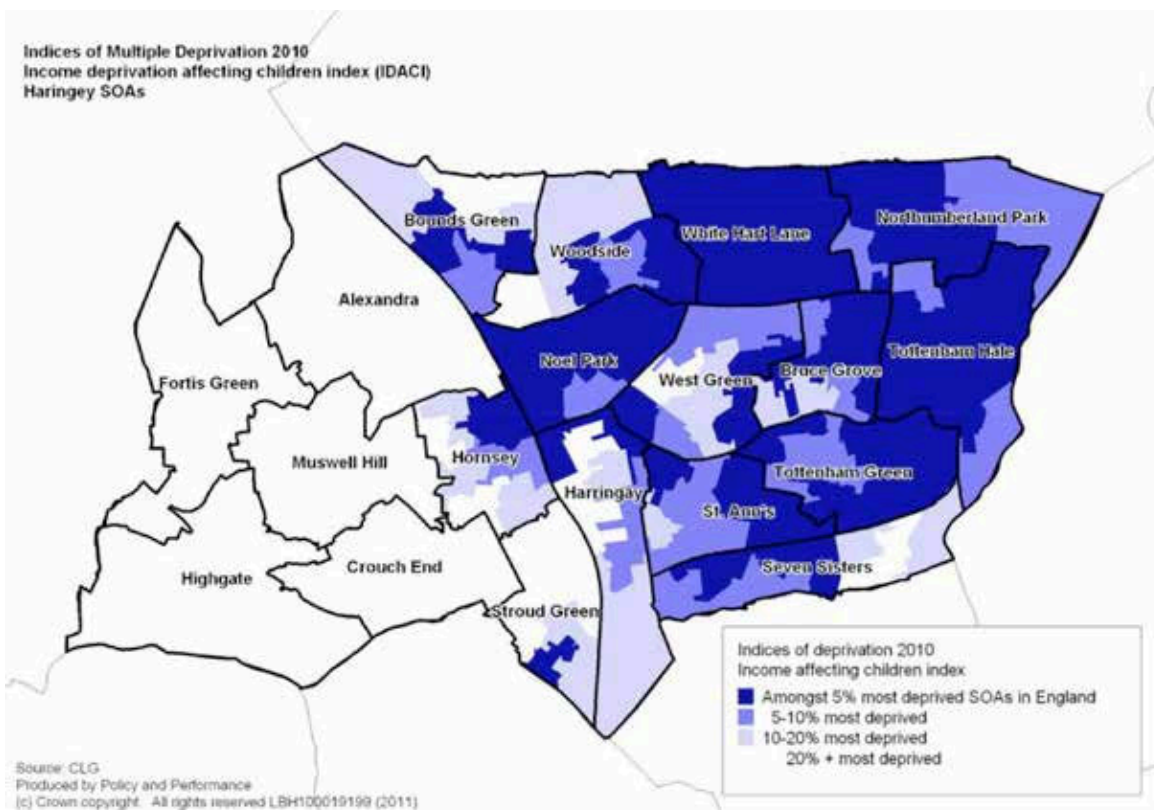 Indices of Multiple Deprivation 2010
Income deprivation affecting children index (IDACI)
Haringey SOAs
Bounds Green
Woodside
White Hart Lane
Northumberland Park
Alexandra
Noel Park
West Green
Bruce Grove
Tottenham Hale
Fortis Green
Muswell Hill
Hornsey
Harringay
St. Ann's
Tottenham Green
Highgate
Crouch End
Stroud Green
Seven Sisters
Indices of deprivation 2010
Income affecting children index
Amongst 5% most deprived SOAs in England
5-10% most deprived
10-20% most deprived
20% + most deprived
Source: CLG
Produced by Policy and Performance
(c) Crown copyright. All rights reserved LBH100019199 (2011)